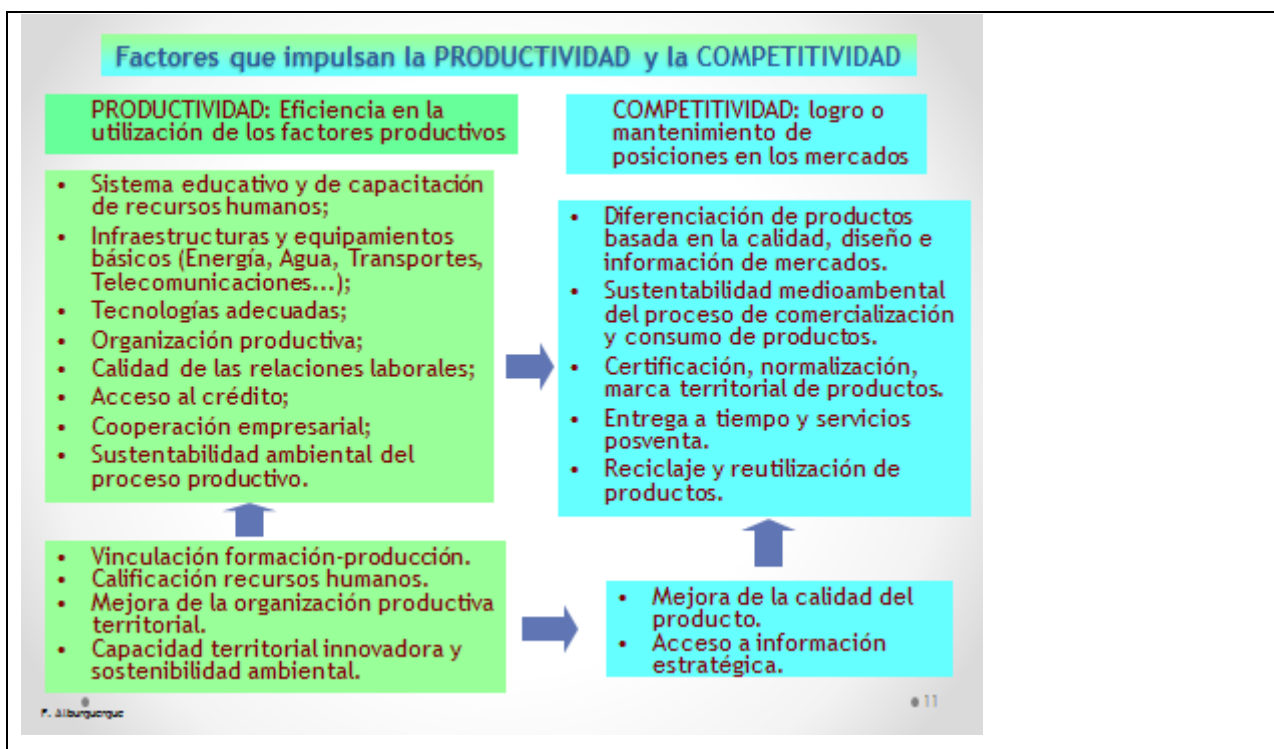 Factores que impulsan la PRODUCTIVIDAD y la COMPETITIVIDAD
PRODUCTIVIDAD: Eficiencia en la
utilización de los factores productivos
• Sistema educativo y de capacitación
de recursos humanos;
• Infraestructuras y equipamientos
básicos (Energía, Agua, Transportes,
Telecomunicaciones...);
• Tecnologías adecuadas;
• Organización productiva;
• Calidad de las relaciones laborales;
• Acceso al crédito;
• Cooperación empresarial;
• Sustentabilidad ambiental del
proceso productivo.
• Vinculación formación-producción.
• Calificación recursos humanos.
• Mejora de la organización productiva
territorial.
• Capacidad territorial innovadora y
sostenibilidad ambiental.
COMPETITIVIDAD: logro o
mantenimiento de
posiciones en los mercados
• Diferenciación de productos
basada en la calidad, diseño e
información de mercados.
• Sustentabilidad medioambental
del proceso de comercialización
y consumo de productos.
• Certificación, normalización,
marca territorial de productos.
• Entrega a tiempo y servicios
posventa.
• Reciclaje y reutilización de
productos.
• Mejora de la calidad del
producto.
• Acceso a información
estratégica.
F. Alburquerque
11